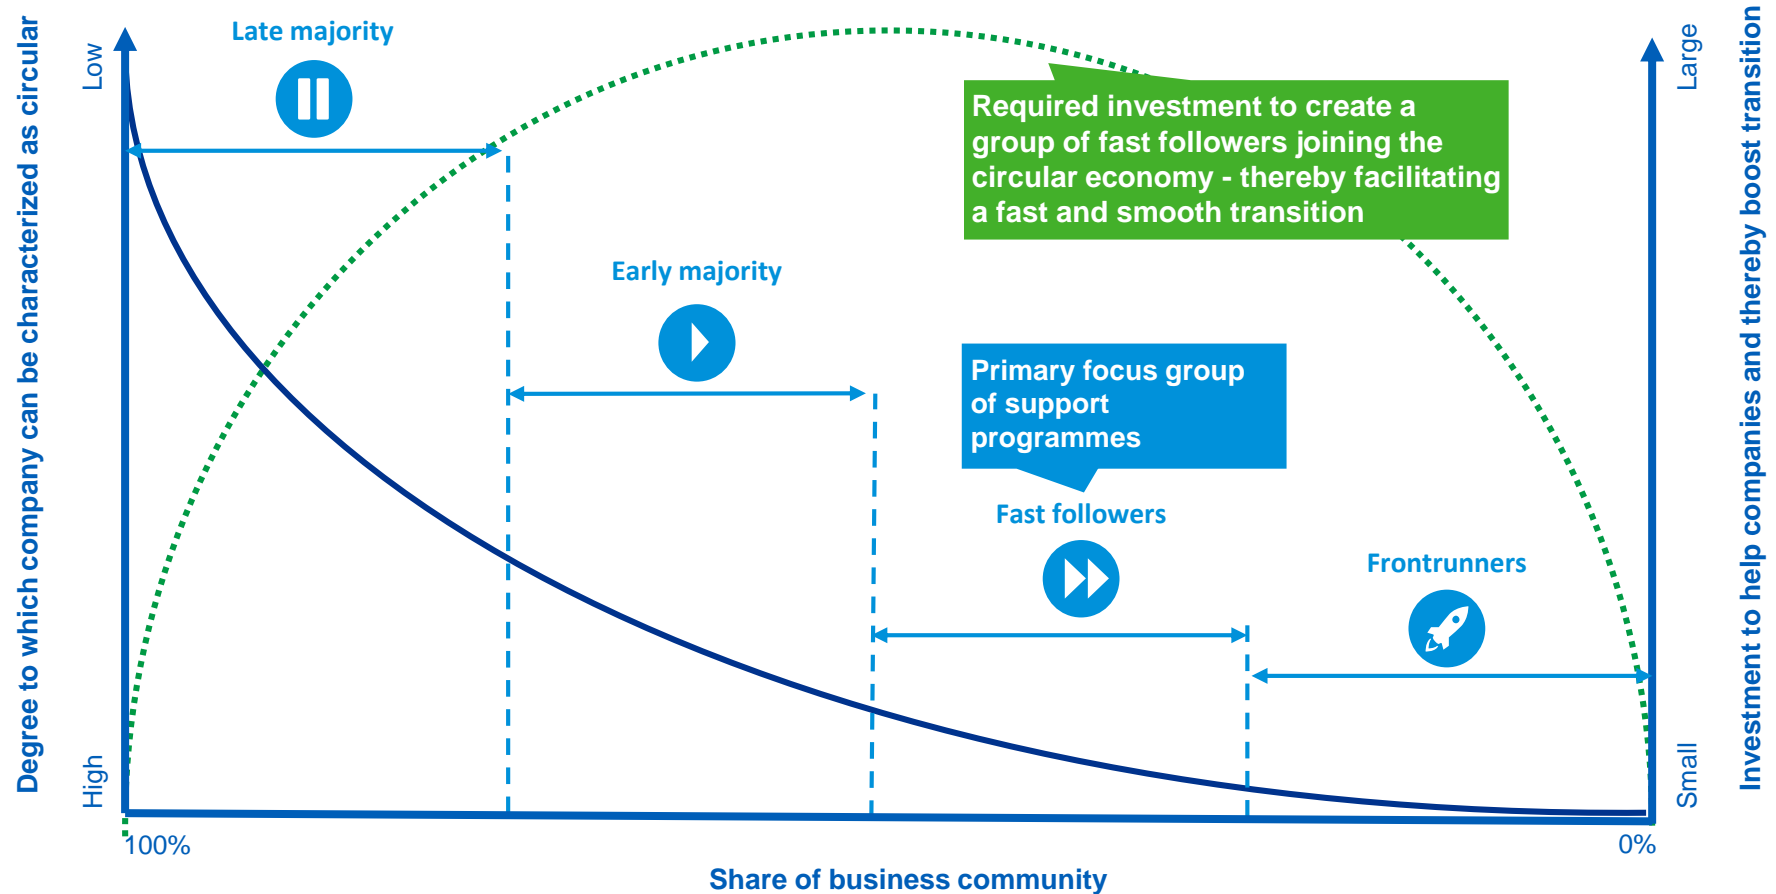 Degree to which company can be characterized as circular
Low
High
Late majority
Early majority
Required investment to create a
group of fast followers joining the
circular economy - thereby facilitating
a fast and smooth transition
Primary focus group
of support
programmes
Fast followers
Frontrunners
Large
Small
Investment to help companies and thereby boost transition
100%
0%
Share of business community